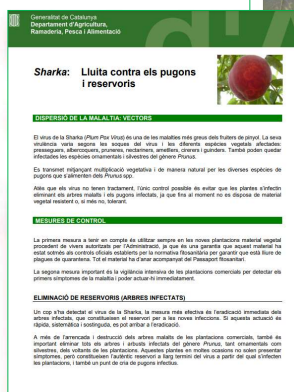 Generalitat de Catalunya
Departament d'Agricultura,
Ramaderia, Pesca i Alimentació
Sharka: Lluita contra els pugons
i reservoris
DISPERSIÓ DE LA MALALTIA: VECTORS
El virus de la Sharka (Plum Pox Virus) és una de les malalties més greus dels fruiters de pinyol. La seva
virulència varia segons les soques del virus i les diferents espècies vegetals afectades:
presseguers, albercoquers, pruneres, nectariners, ametllers, cirerers i guinders. També poden quedar
infectades les espècies ornamentals i silvestres del gènere Prunus.
Es transmet mitjançant multiplicació vegetativa i de manera natural per les diverses espècies de
pugons que s'alimenten dels Prunus spp.
Atès que els virus no tenen tractament, l'únic control possible és evitar que les plantes s'infectin
eliminant els arbres malalts i els pugons infectats, ja que fins al moment no es disposa de material
vegetal resistent o, si més no, tolerant.
MESURES DE CONTROL
La primera mesura a tenir en compte és utilitzar sempre en les noves plantacions material vegetal
procedent de vivers autoritzats per l'Administració, ja que és una garantia que aquest material ha
estat sotmès als controls oficials establerts per la normativa fitosanitària per garantir que està lliure de
plagues de quarantena. Tot el material ha d'anar acompanyat del Passaport fitosanitari.
La segona mesura important és la vigilància intensiva de les plantacions comercials per detectar els
primers símptomes de la malaltia i poder actuar-hi immediatament.
ELIMINACIÓ DE RESERVORIS (ARBRES INFECTATS)
Un cop s'ha detectat el virus de la Sharka, la mesura més efectiva és l'eradicació immediata dels
arbres infectats, que constitueixen el reservori per a les noves infeccions. Si aquesta actuació és
ràpida, sistemàtica i sostinguda, es pot arribar a l'eradicació.
A més de l'arrencada i destrucció dels arbres malalts de les plantacions comercials, també és
important eliminar tots els arbres i arbusts infectats del gènere Prunus, tant ornamentals com
silvestres, dels voltants de les plantacions. Aquestes plantes en moltes ocasions no solen presentar
símptomes, però constitueixen l'autèntic reservori a llarg termini del virus a partir del qual s'infecten
les plantacions, i també un punt de cria de pugons infectius.